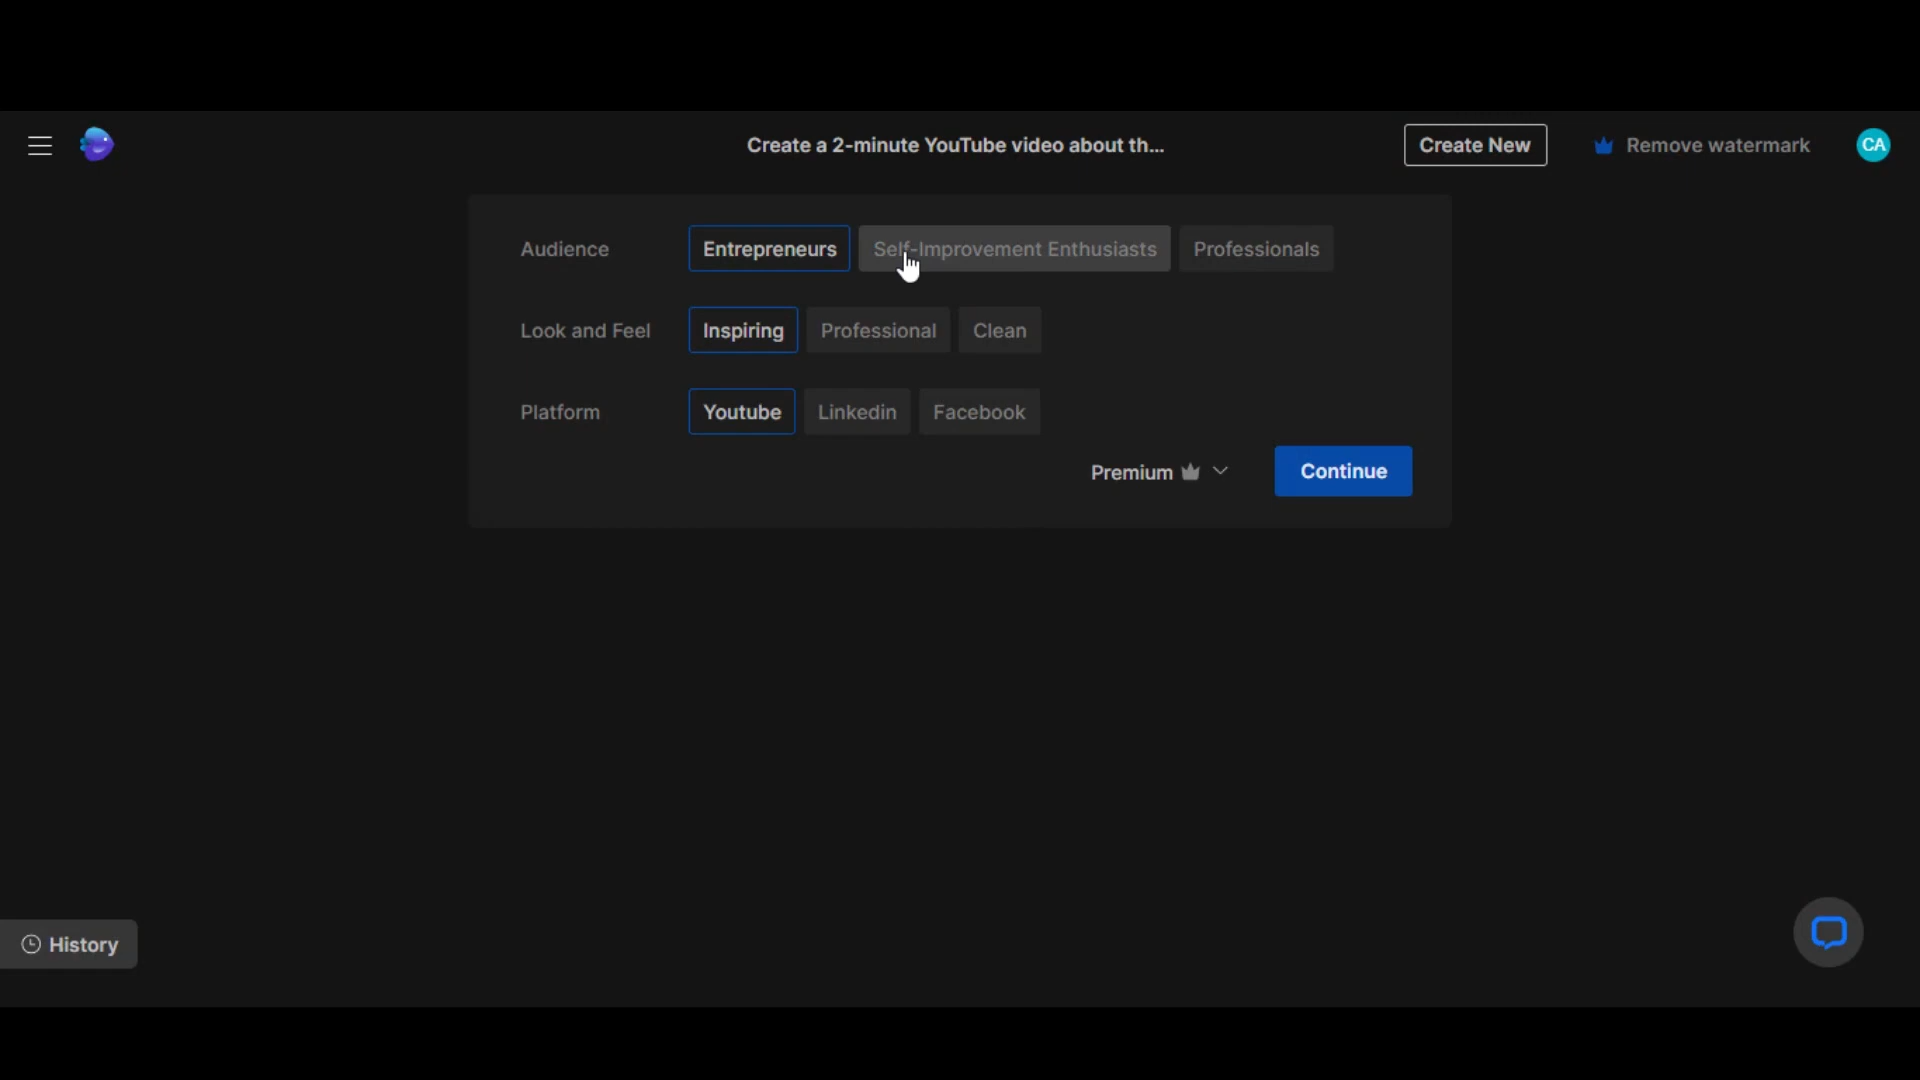 Create a 2-minute YouTube video about th...
Create New
Remove watermark
CA
Audience
Entrepreneurs
Self-Improvement Enthusiasts
Professionals
Look and Feel
Inspiring
Professional
Clean
Platform
Youtube
Linkedin
Facebook
Premium
Continue
History